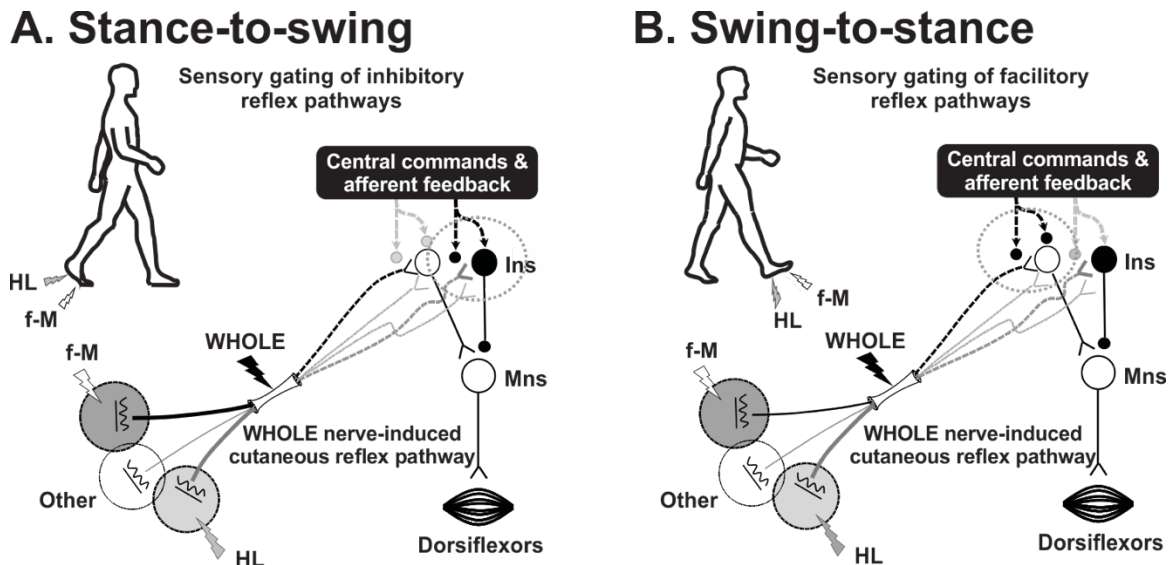 A. Stance-to-swing
Sensory gating of inhibitory
reflex pathways
Central commands &
afferent feedback
HL
f-M
Ins
WHOLE
f-M
Mns
WHOLE nerve-induced
cutaneous reflex pathway
Other
HL
Dorsiflexors
B. Swing-to-stance
Sensory gating of facilitory
reflex pathways
Central commands &
afferent feedback
Ins
f-M
HL
WHOLE
f-M
Mns
WHOLE nerve-induced
cutaneous reflex pathway
Other
HL
Dorsiflexors